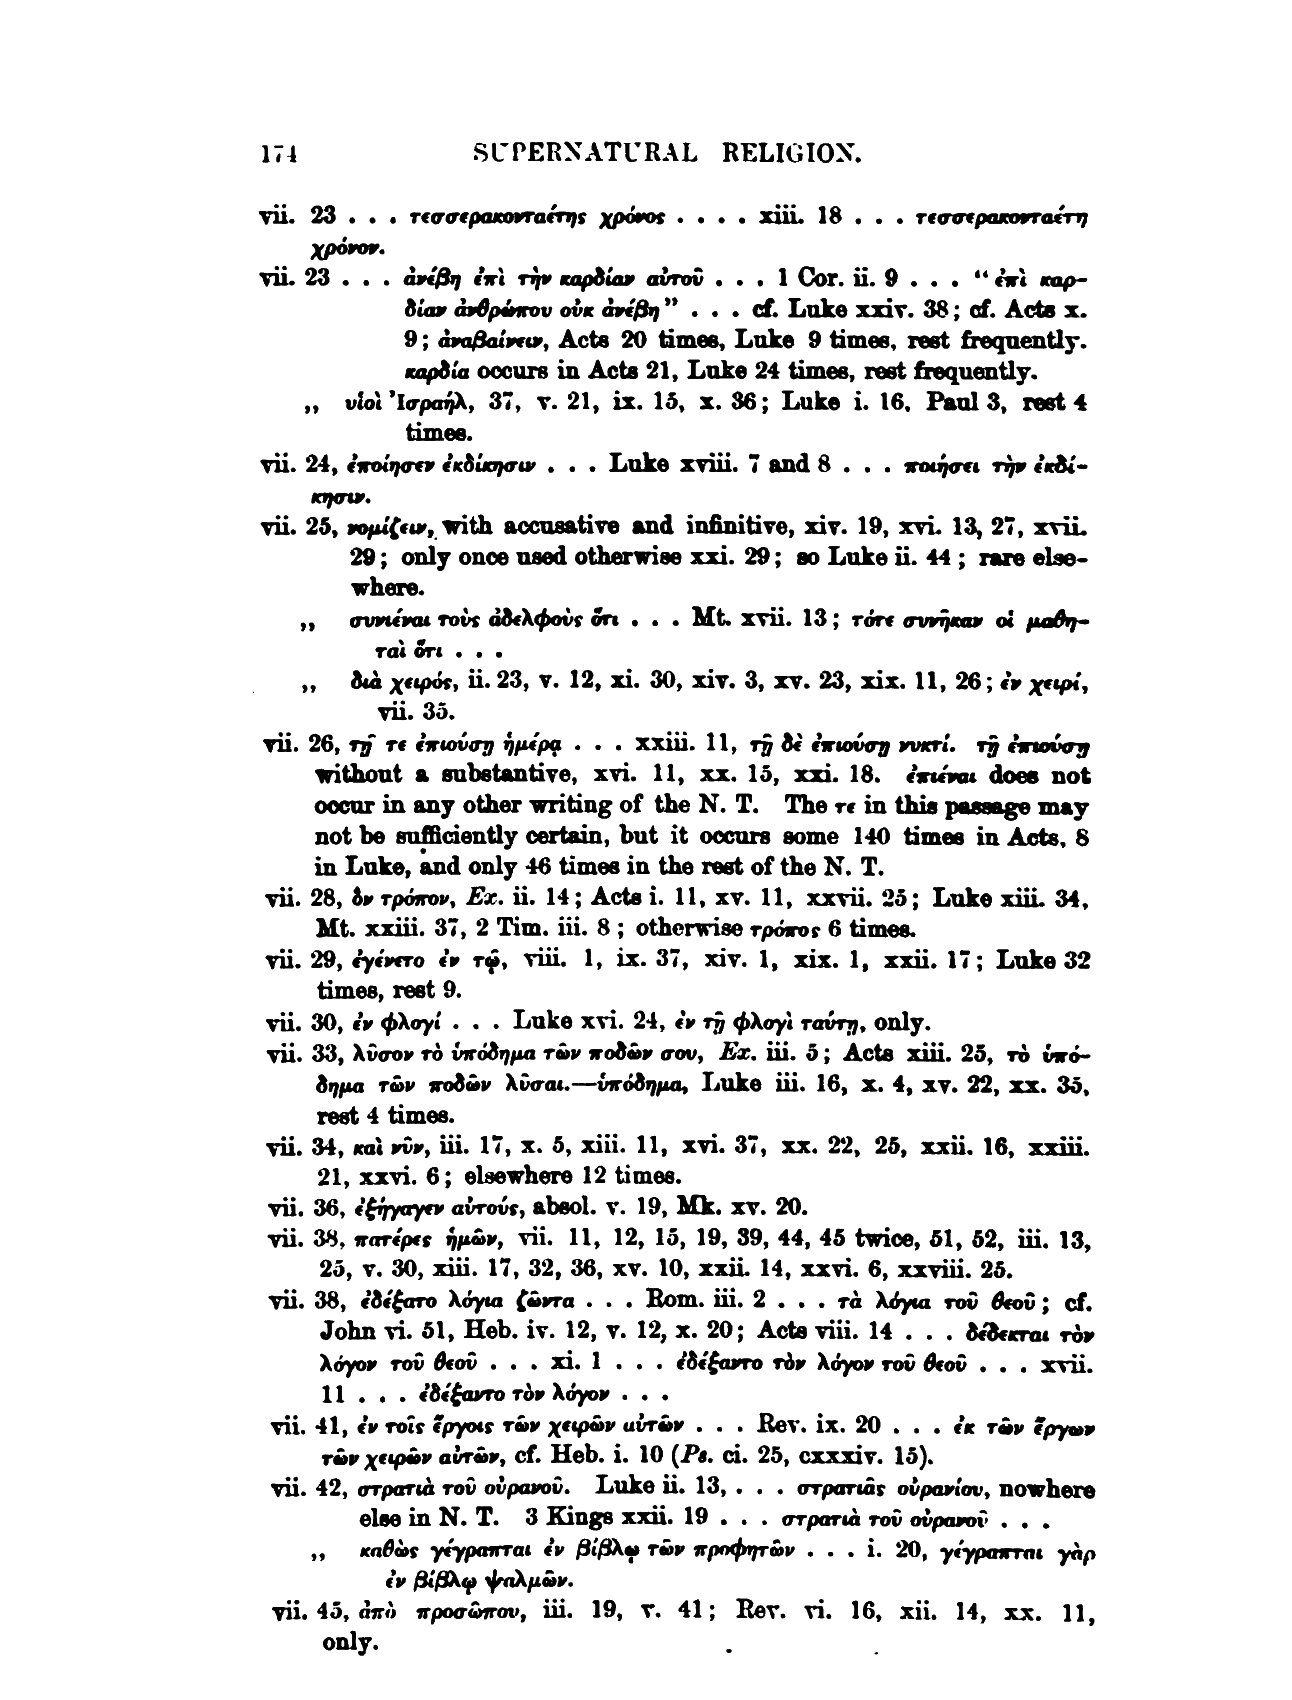 174 SUPERNATURAL RELIGION.
vii. 23 . . . τεσσερακονταέτης χρόνος . . . . xiii. 18 . . . τεσσερακονταέτη
χρόνον.
vii. 23 . . . ἀνέβη ἐπὶ τὴν καρδίαν αὐτοῦ . . . 1 Cor. ii. 9 . . . “ ἐπὶ καρ-
δίαν ἀνθρώπου οὐκ ἀνέβη ” . . . cf. Luke xxiv. 38 ; cf. Acts x.
9 ; ἀναβαίνειν, Acts 20 times, Luke 9 times, rest frequently.
καρδία occurs in Acts 21, Luke 24 times, rest frequently.
,, υἱοὶ Ἰσραήλ, 37, v. 21, ix. 15, x. 36 ; Luke i. 16. Paul 3, rest 4
times.
vii. 24, ἐποίησεν ἐκδίκησιν . . . Luke xviii. 7 and 8 . . . ποιήσει τὴν ἐκδί-
κησιν.
vii. 25, νομίζειν, with accusative and infinitive, xiv. 19, xvi. 13, 27, xvii.
29 ; only once used otherwise xxi. 29 ; so Luke ii. 44 ; rare else-
where.
,, συνιέναι τοὺς ἀδελφοὺς ὅτι . . . Mt. xvii. 13 ; τότε συνῆκαν οἱ μαθη-
ταὶ ὅτι . . .
,, διὰ χειρός, ii. 23, v. 12, xi. 30, xiv. 3, xv. 23, xix. 11, 26 ; ἐν χειρί,
vii. 35.
vii. 26, τῇ τε ἐπιούσῃ ἡμέρᾳ . . . xxiii. 11, τῇ δὲ ἐπιούσῃ νυκτί. τῇ ἐπιούσῃ
without a substantive, xvi. 11, xx. 15, xxi. 18. ἐπιέναι does not
occur in any other writing of the N. T. The τε in this passage may
not be sufficiently certain, but it occurs some 140 times in Acts, 8
in Luke, and only 46 times in the rest of the N. T.
vii. 28, ὃν τρόπον, Ex. ii. 14 ; Acts i. 11, xv. 11, xxvii. 25 ; Luke xiii. 34,
Mt. xxiii. 37, 2 Tim. iii. 8 ; otherwise τρόπος 6 times.
vii. 29, ἐγένετο ἐν τῷ, viii. 1, ix. 37, xiv. 1, xix. 1, xxii. 17 ; Luke 32
times, rest 9.
vii. 30, ἐν φλογί . . . Luke xvi. 24, ἐν τῇ φλογὶ ταύτῃ, only.
vii. 33, λῦσον τὸ ὑπόδημα τῶν ποδῶν σου, Ex. iii. 5 ; Acts xiii. 25, τὸ ὑπό-
δημα τῶν ποδῶν λῦσαι.—ὑπόδημα, Luke iii. 16, x. 4, xv. 22, xx. 35,
rest 4 times.
vii. 34, καὶ νῦν, iii. 17, x. 5, xiii. 11, xvi. 37, xx. 22, 25, xxii. 16, xxiii.
21, xxvi. 6 ; elsewhere 12 times.
vii. 36, ἐξήγαγεν αὐτούς, absol. v. 19, Mk. xv. 20.
vii. 38, πατέρες ἡμῶν, vii. 11, 12, 15, 19, 39, 44, 45 twice, 51, 52, iii. 13,
25, v. 30, xiii. 17, 32, 36, xv. 10, xxii. 14, xxvi. 6, xxviii. 25.
vii. 38, ἐδέξατο λόγια ζῶντα . . . Rom. iii. 2 . . . τὰ λόγια τοῦ θεοῦ ; cf.
John vi. 51, Heb. iv. 12, v. 12, x. 20 ; Acts viii. 14 . . . δέδεκται τὸν
λόγον τοῦ θεοῦ . . . xi. 1 . . . ἐδέξαντο τὸν λόγον τοῦ θεοῦ . . . xvii.
11 . . . ἐδέξαντο τὸν λόγον . . .
vii. 41, ἐν τοῖς ἔργοις τῶν χειρῶν αὐτῶν . . . Rev. ix. 20 . . . ἐκ τῶν ἔργων
τῶν χειρῶν αὐτῶν, cf. Heb. i. 10 (Ps. ci. 25, cxxxiv. 15).
vii. 42, στρατιὰ τοῦ οὐρανοῦ. Luke ii. 13, . . . στρατιᾶς οὐρανίου, nowhere
else in N. T. 3 Kings xxii. 19 . . . στρατιὰ τοῦ οὐρανοῦ . . .
,, καθὼς γέγραπται ἐν βίβλῳ τῶν προφητῶν . . . i. 20, γέγραπται γὰρ
ἐν βίβλῳ ψαλμῶν.
vii. 45, ἀπὸ προσώπου, iii. 19, v. 41 ; Rev. vi. 16, xii. 14, xx. 11,
only.